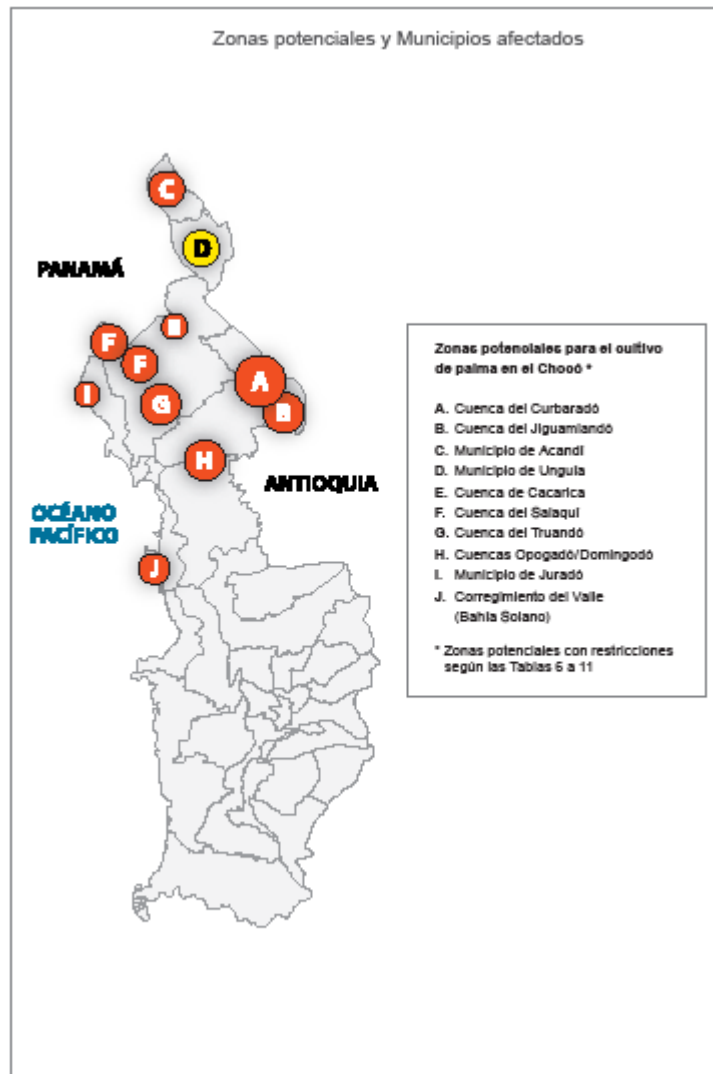 Zonas potenciales y Municipios afectados
C
D
PANAMÁ
E
F
F
A
I
G
B
H
ANTIOQUIA
OCÉANO
PACÍFICO
J
Zonas potenciales para el cultivo
de palma en el Chocó *
A. Cuenca del Curbaradó
B. Cuenca del Jiguamiandó
C. Municipio de Acandí
D. Municipio de Unguía
E. Cuenca de Cacarica
F. Cuenca del Salaquí
G. Cuenca del Truandó
H. Cuencas Opogadó/Domingodó
I. Municipio de Juradó
J. Corregimiento del Valle
(Bahía Solano)
* Zonas potenciales con restricciones
según las Tablas 6 a 11